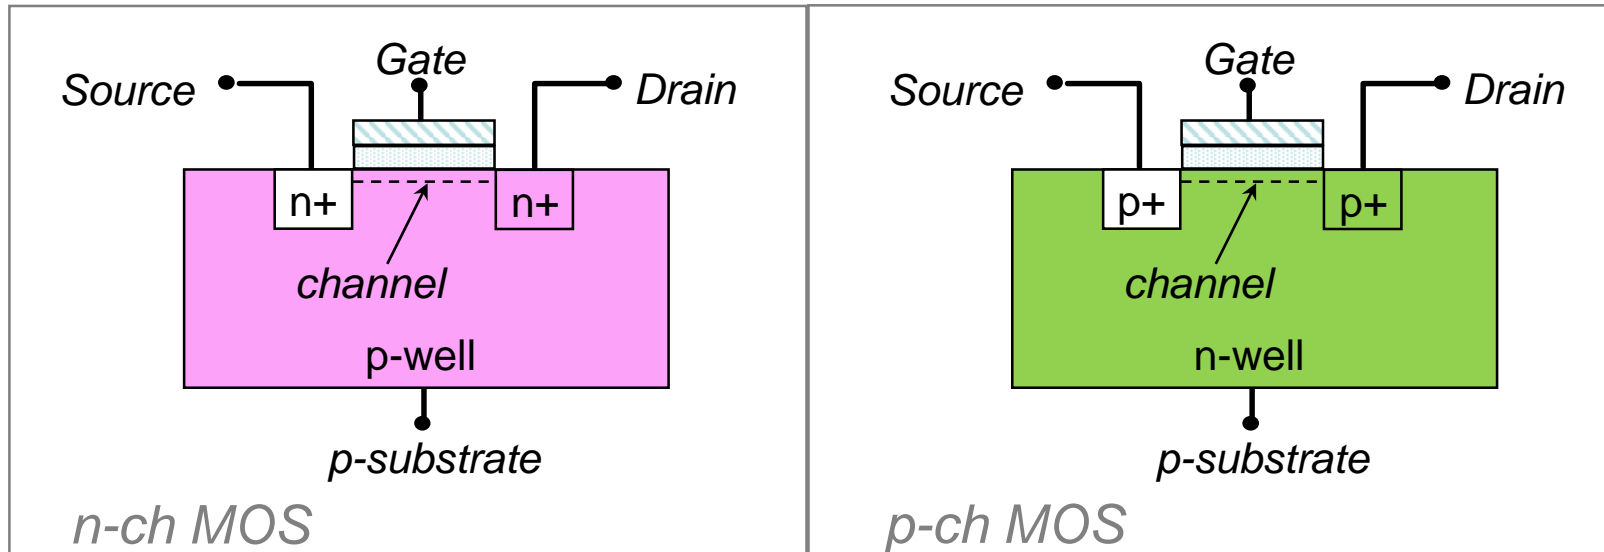 Source
Gate
Drain
n+
n+
channel
p-well
p-substrate
n-ch MOS
Source
Gate
Drain
p+
p+
channel
n-well
p-substrate
p-ch MOS